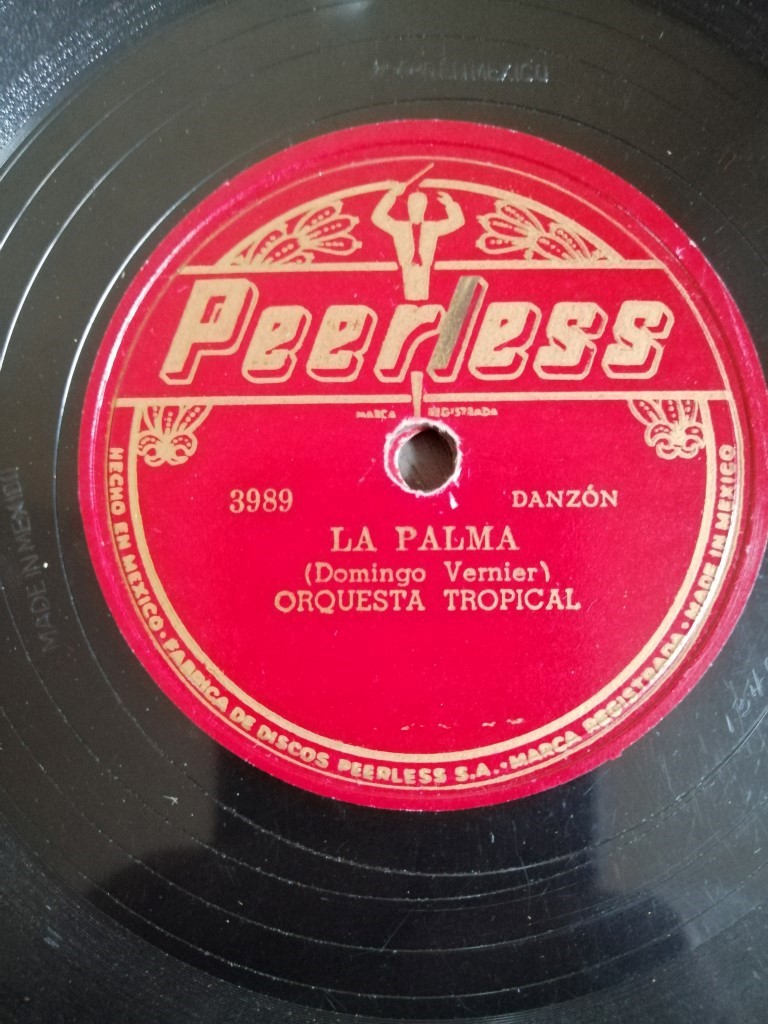 MADE IN MEXICO
Peerless
MARCA REGISTRADA
3989 DANZÓN
LA PALMA
(Domingo Vernier)
ORQUESTA TROPICAL
HECHO EN MEXICO · FABRICA DE DISCOS PEERLESS S.A. · MARCA REGISTRADA · MADE IN MEXICO